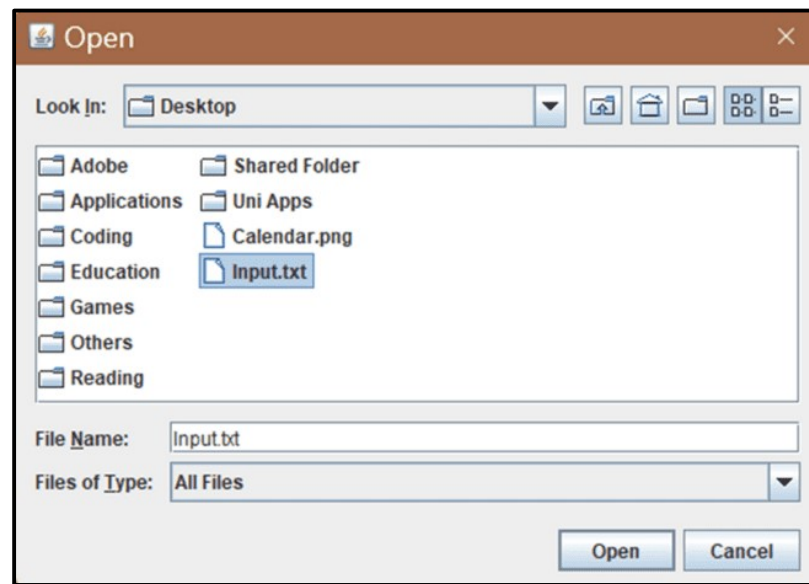 Open
Look In: Desktop
Adobe Shared Folder
Applications Uni Apps
Coding Calendar.png
Education Input.txt
Games
Others
Reading
File Name: Input.txt
Files of Type: All Files
Open Cancel